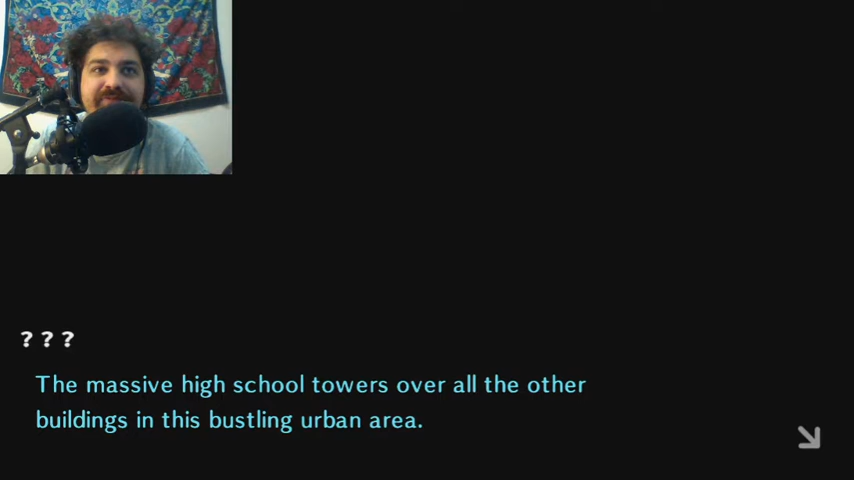 ???
The massive high school towers over all the other
buildings in this bustling urban area.